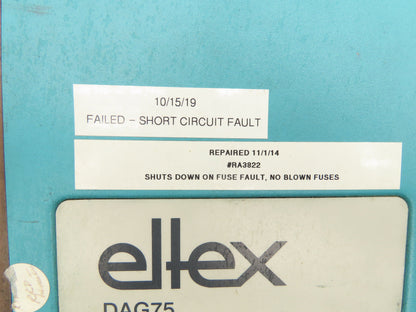 10/15/19
FAILED – SHORT CIRCUIT FAULT
REPAIRED 11/1/14
#RA3822
SHUTS DOWN ON FUSE FAULT, NO BLOWN FUSES
eltex
DAG75